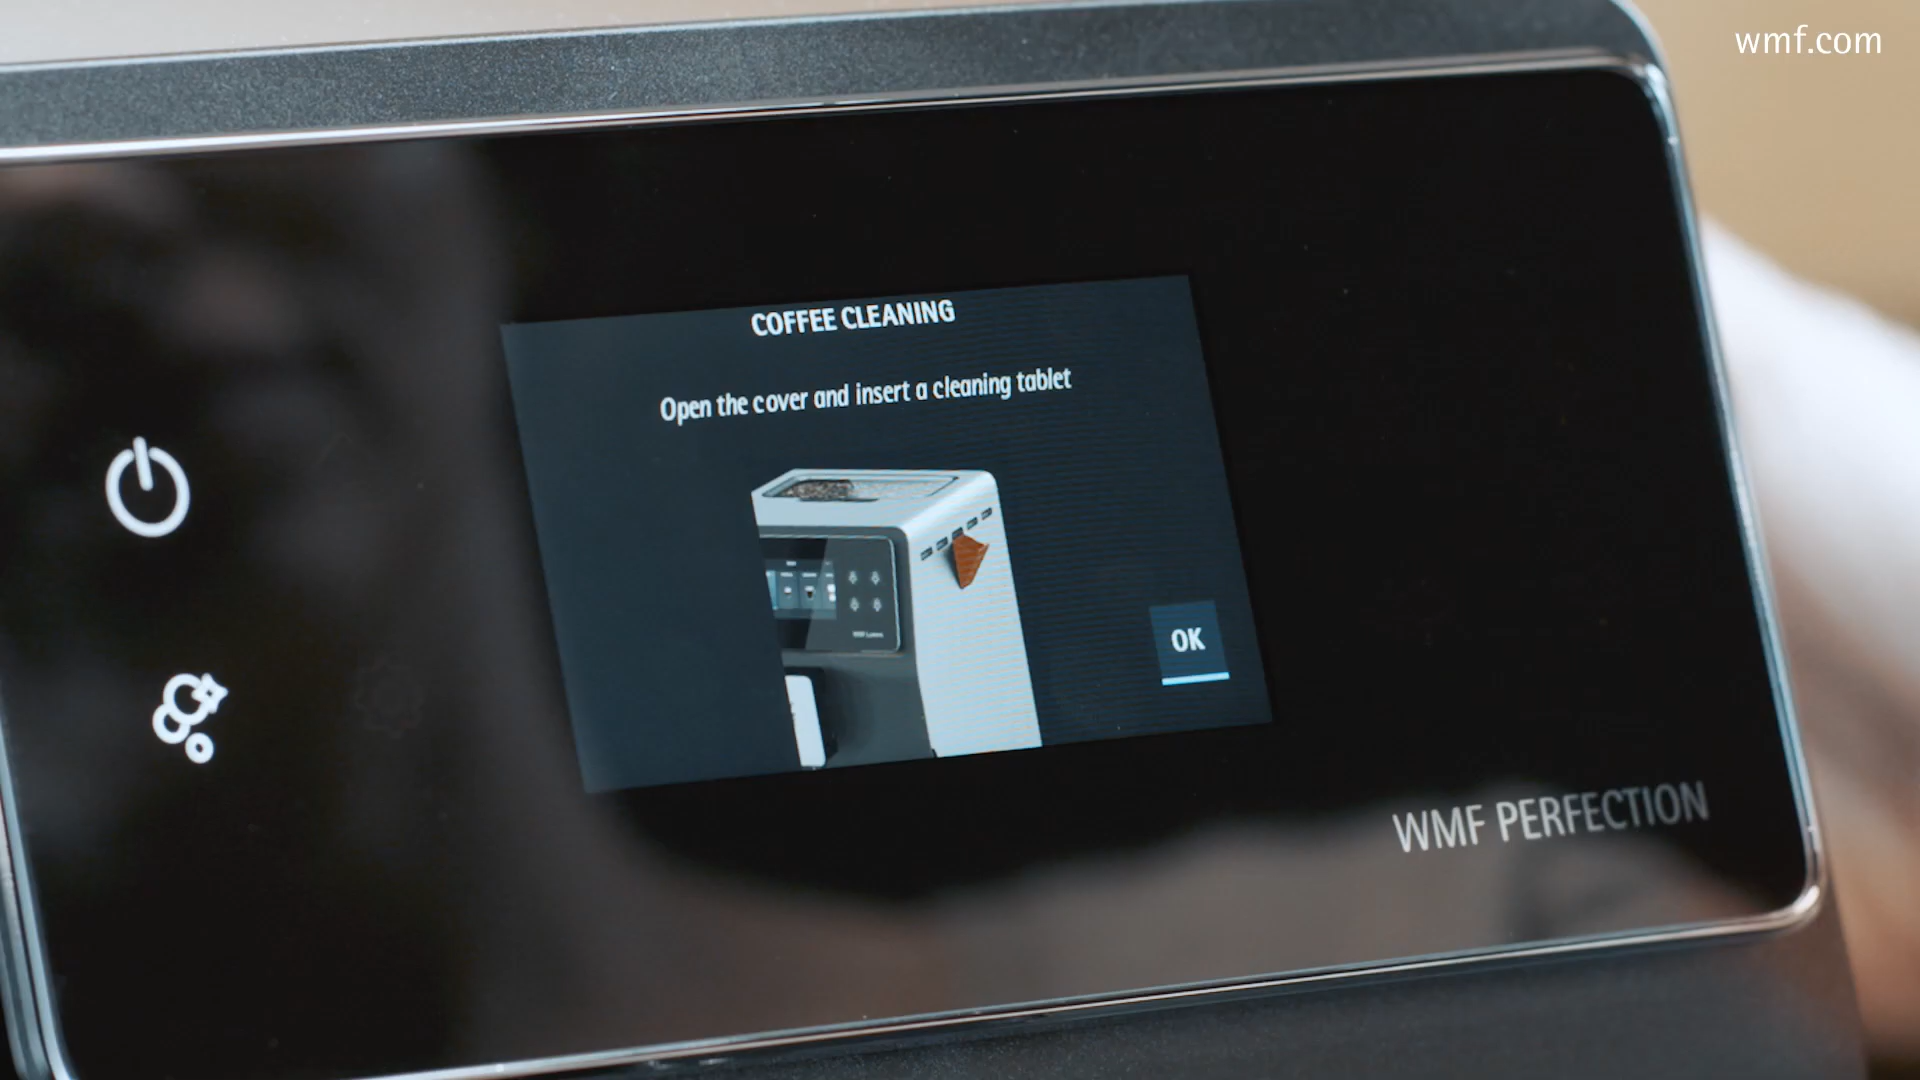 wmf.com
COFFEE CLEANING
Open the cover and insert a cleaning tablet
OK
WMF PERFECTION